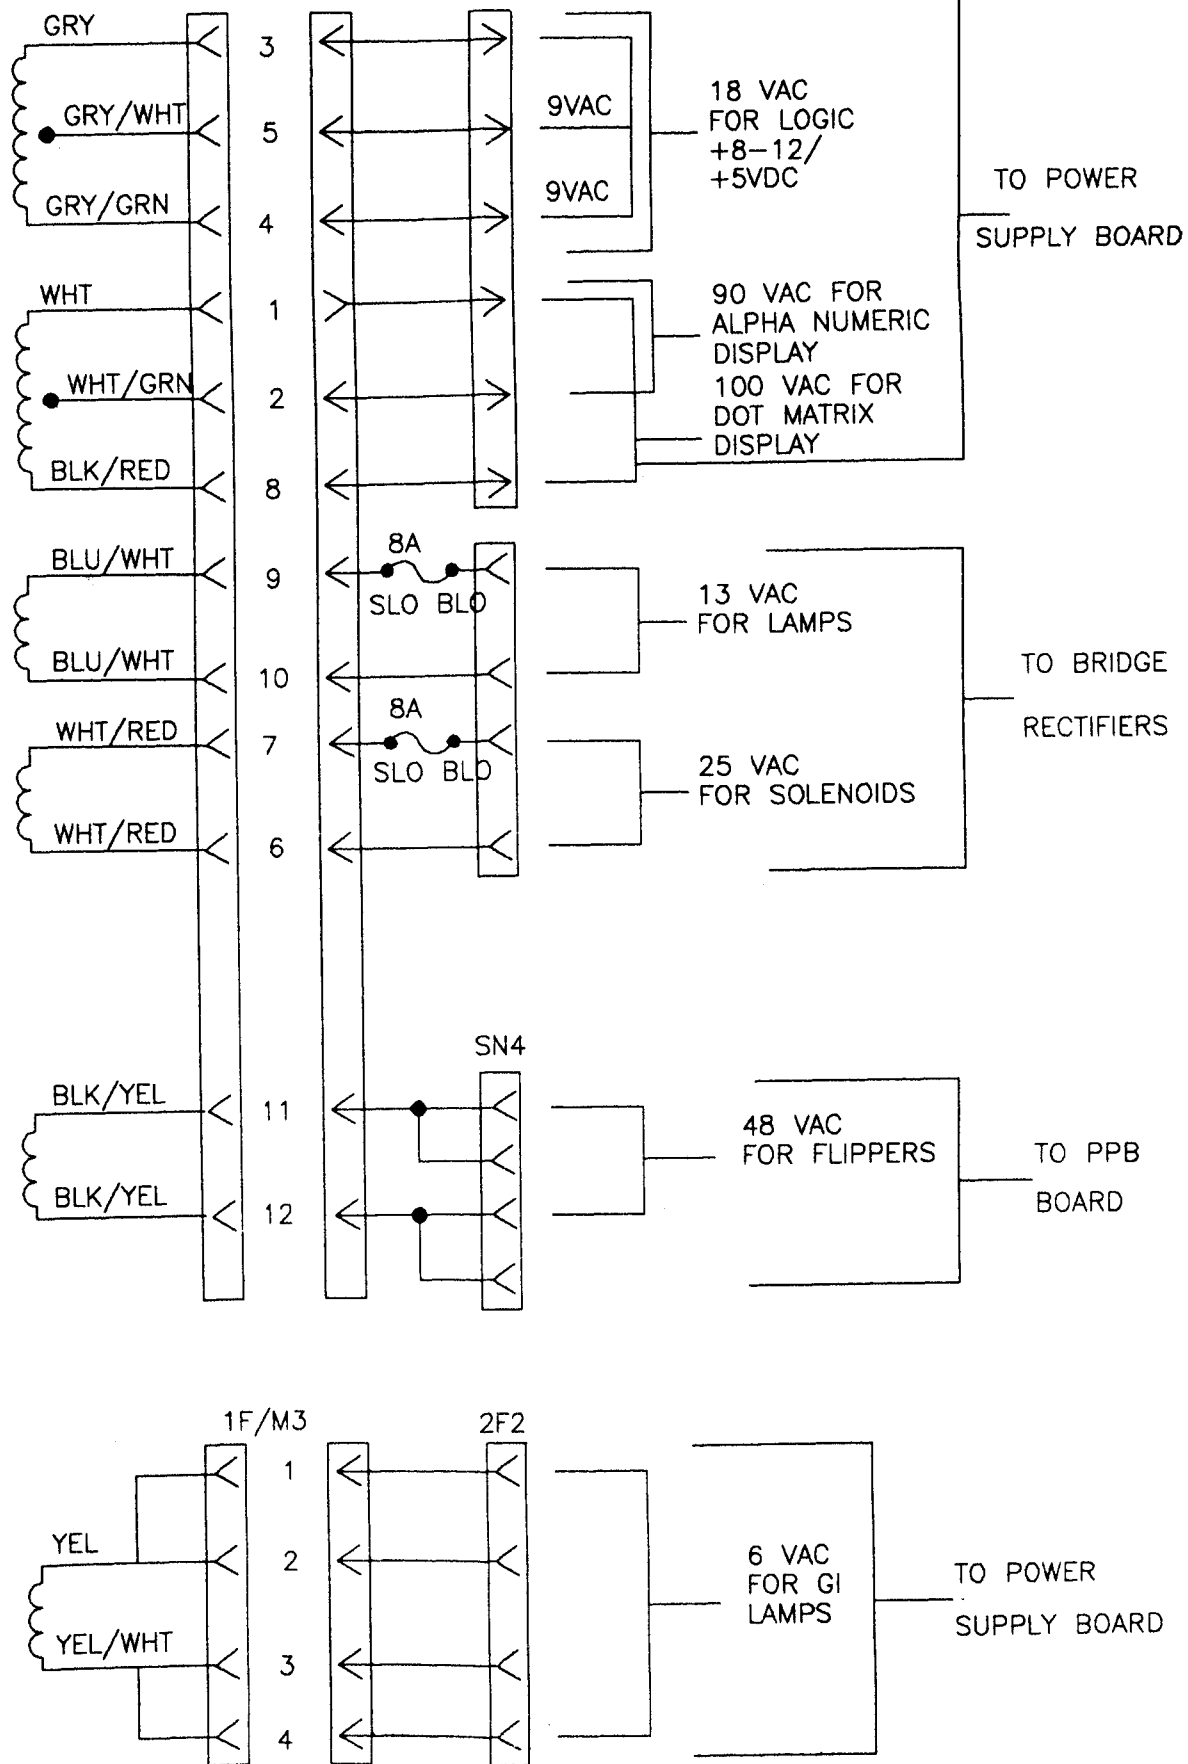 GRY
3
GRY/WHT
5
9VAC
GRY/GRN
4
9VAC
18 VAC
FOR LOGIC
+8-12/
+5VDC
TO POWER
SUPPLY BOARD
WHT
1
WHT/GRN
2
BLK/RED
8
90 VAC FOR
ALPHA NUMERIC
DISPLAY
100 VAC FOR
DOT MATRIX
DISPLAY
BLU/WHT
9
8A
SLO BLO
BLU/WHT
10
13 VAC
FOR LAMPS
WHT/RED
7
8A
SLO BLO
WHT/RED
6
25 VAC
FOR SOLENOIDS
TO BRIDGE
RECTIFIERS
SN4
BLK/YEL
11
BLK/YEL
12
48 VAC
FOR FLIPPERS
TO PPB
BOARD
1F/M3
2F2
1
YEL
2
YEL/WHT
3
4
6 VAC
FOR GI
LAMPS
TO POWER
SUPPLY BOARD